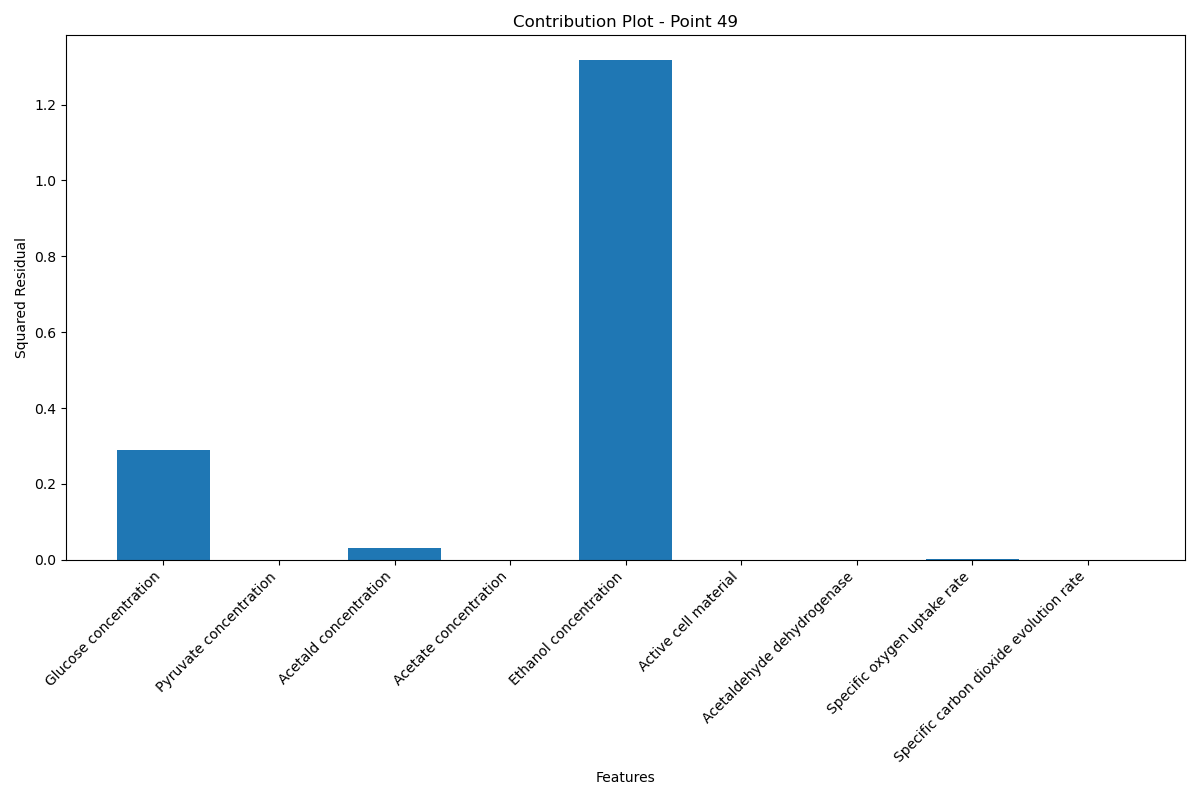 Contribution Plot - Point 49
Squared Residual
1.2
1.0
0.8
0.6
0.4
0.2
0.0
Glucose concentration
Pyruvate concentration
Acetald concentration
Acetate concentration
Ethanol concentration
Active cell material
Acetaldehyde dehydrogenase
Specific oxygen uptake rate
Specific carbon dioxide evolution rate
Features